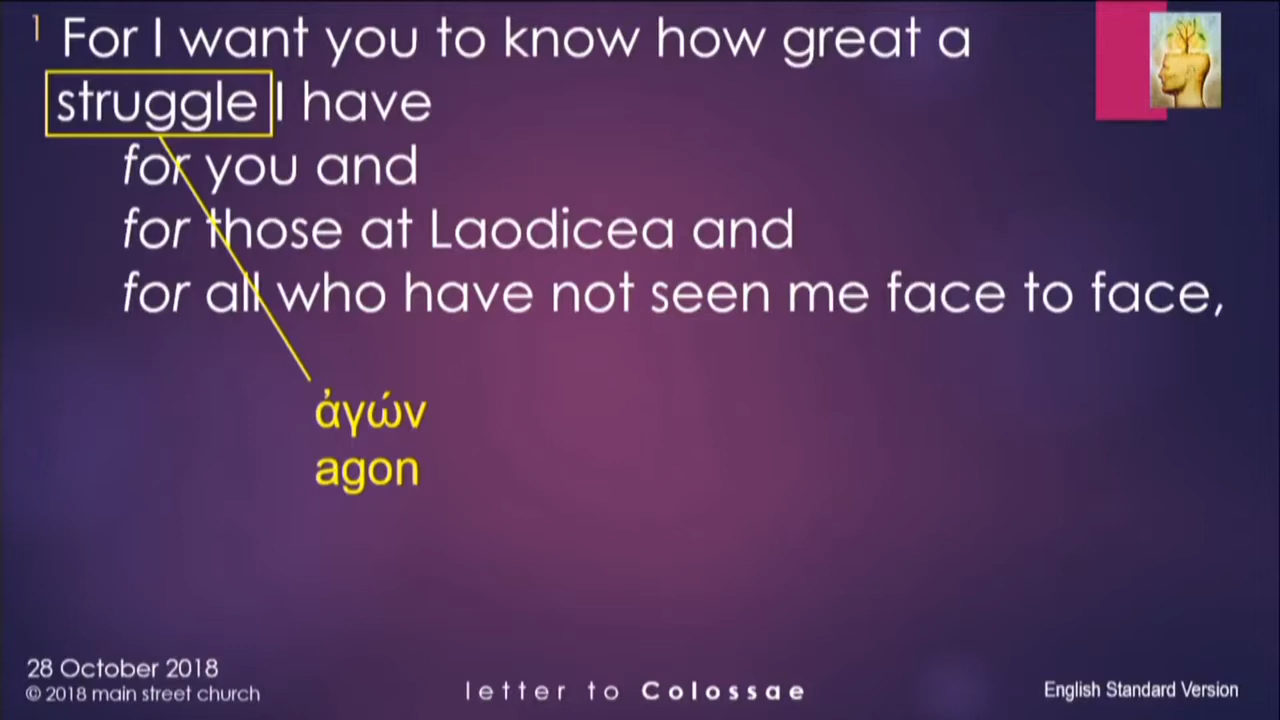 1 For I want you to know how great a
struggle I have
for you and
for those at Laodicea and
for all who have not seen me face to face,
ἀγών
agon
28 October 2018
© 2018 main street church
letter to Colossae
English Standard Version